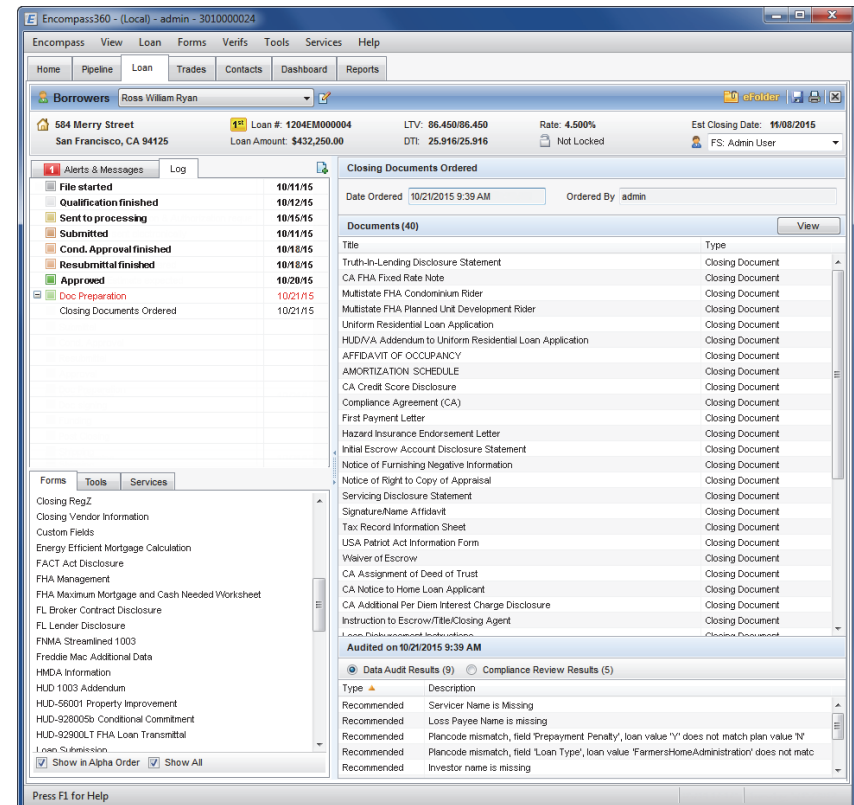 Encompass360 - (Local) - admin - 3010000024
Encompass View Loan Forms Verifs Tools Services Help
Home Pipeline Loan Trades Contacts Dashboard Reports
Borrowers Ross William Ryan eFolder
584 Merry Street 1st Loan #: 1204EM000004 LTV: 86.450/86.450 Rate: 4.500% Est Closing Date: 11/08/2015
San Francisco, CA 94125 Loan Amount: $432,250.00 DTI: 25.916/25.916 Not Locked FS: Admin User
1 Alerts & Messages Log
File started 10/11/15
Qualification finished 10/12/15
Sent to processing 10/15/15
Submitted 10/11/15
Cond. Approval finished 10/18/15
Resubmittal finished 10/18/15
Approved 10/20/15
Doc Preparation 10/21/15
Closing Documents Ordered 10/21/15
Forms Tools Services
Closing RegZ
Closing Vendor Information
Custom Fields
Energy Efficient Mortgage Calculation
FACT Act Disclosure
FHA Management
FHA Maximum Mortgage and Cash Needed Worksheet
FL Broker Contract Disclosure
FL Lender Disclosure
FNMA Streamlined 1003
Freddie Mac Additional Data
HMDA Information
HUD 1003 Addendum
HUD-56001 Property Improvement
HUD-928005b Conditional Commitment
HUD-92900LT FHA Loan Transmittal
Loan Submission
Show in Alpha Order Show All
Closing Documents Ordered
Date Ordered 10/21/2015 9:39 AM Ordered By admin
Documents (40) View
Title Type
Truth-In-Lending Disclosure Statement Closing Document
CA FHA Fixed Rate Note Closing Document
Multistate FHA Condominium Rider Closing Document
Multistate FHA Planned Unit Development Rider Closing Document
Uniform Residential Loan Application Closing Document
HUD/VA Addendum to Uniform Residential Loan Application Closing Document
AFFIDAVIT OF OCCUPANCY Closing Document
AMORTIZATION SCHEDULE Closing Document
CA Credit Score Disclosure Closing Document
Compliance Agreement (CA) Closing Document
First Payment Letter Closing Document
Hazard Insurance Endorsement Letter Closing Document
Initial Escrow Account Disclosure Statement Closing Document
Notice of Furnishing Negative Information Closing Document
Notice of Right to Copy of Appraisal Closing Document
Servicing Disclosure Statement Closing Document
Signature/Name Affidavit Closing Document
Tax Record Information Sheet Closing Document
USA Patriot Act Information Form Closing Document
Waiver of Escrow Closing Document
CA Assignment of Deed of Trust Closing Document
CA Notice to Home Loan Applicant Closing Document
CA Additional Per Diem Interest Charge Disclosure Closing Document
Instruction to Escrow/Title/Closing Agent Closing Document
Loan Disbursement Instructions Closing Document
Audited on 10/21/2015 9:39 AM
Data Audit Results (9) Compliance Review Results (5)
Type Description
Recommended Servicer Name is Missing
Recommended Loss Payee Name is missing
Recommended Plancode mismatch, field 'Prepayment Penalty', loan value 'Y' does not match plan value 'N'
Recommended Plancode mismatch, field 'Loan Type', loan value 'FarmersHomeAdministration' does not matc
Recommended Investor name is missing
Press F1 for Help